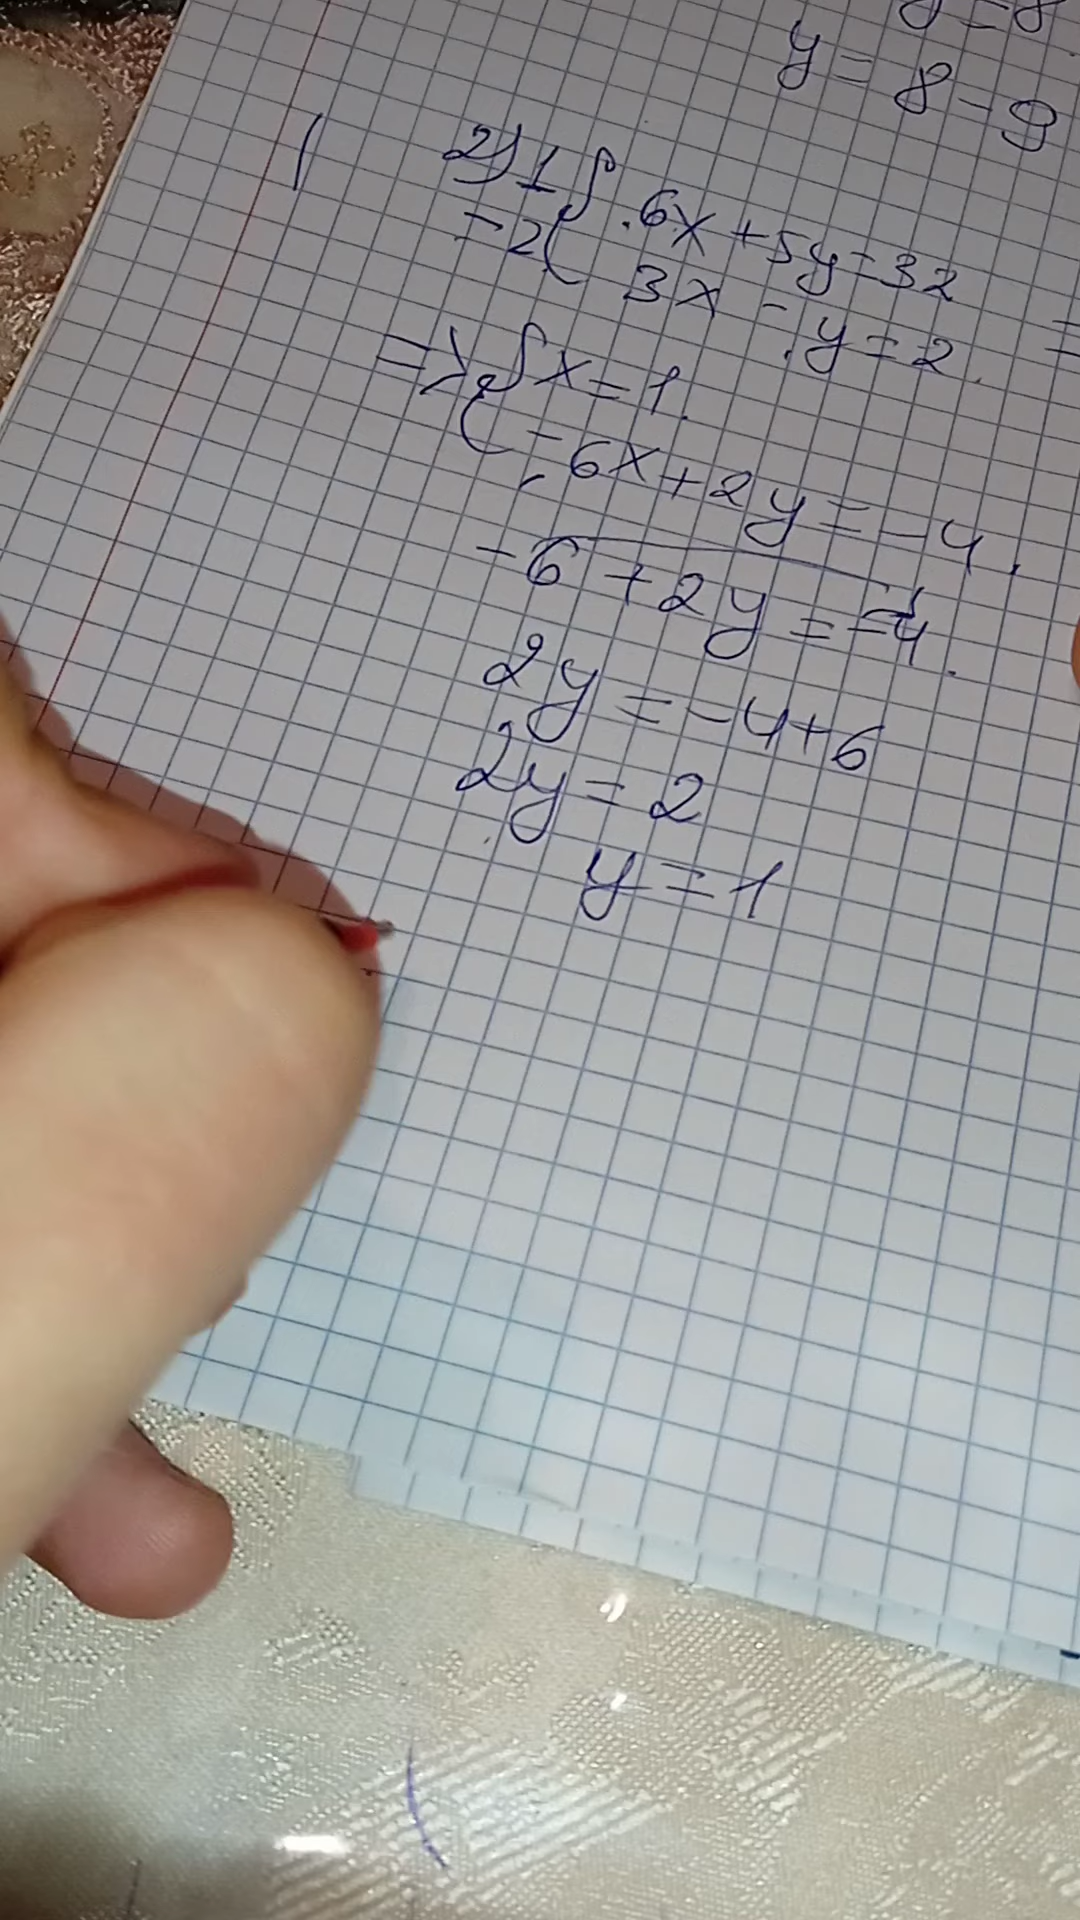 y = 8
y = 8 - 9
2) 1 { 6x + 5y = 32
-2 { 3x - y = 2. =
=> { x = 1.
{ -6x + 2y = -4.
-6 + 2y = -4.
2y = -4+6
2y = 2
y = 1